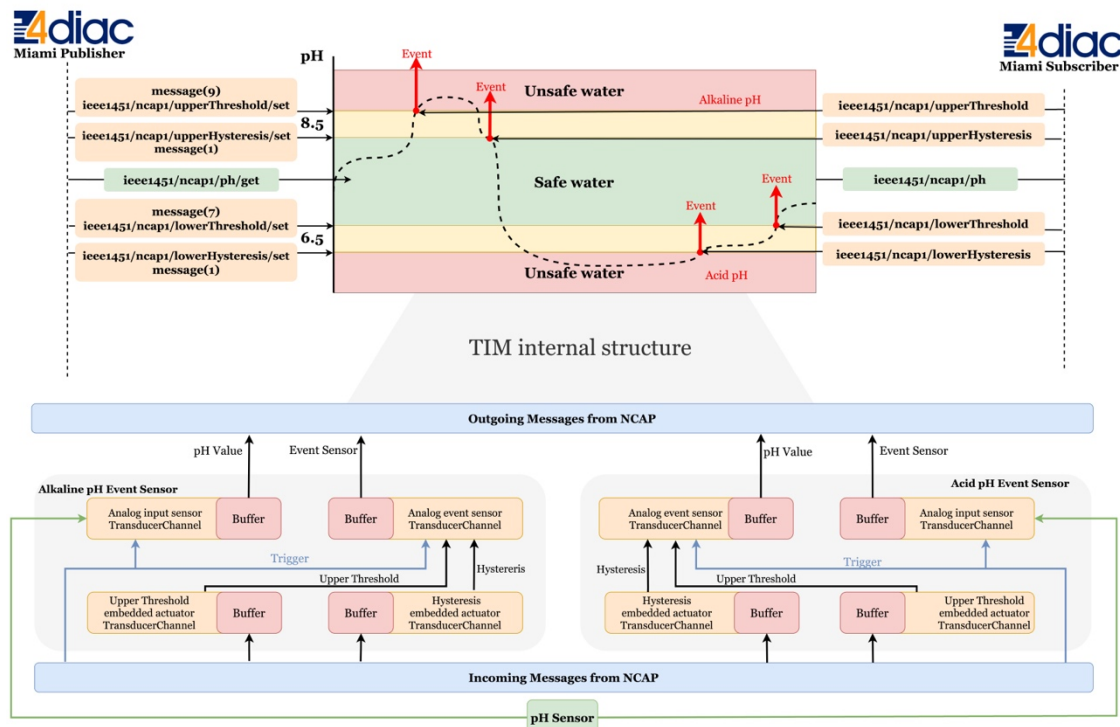 4diac
Miami Publisher
4diac
Miami Subscriber
pH
Event
Event
Unsafe water
Alkaline pH
message(9)
ieee1451/ncap1/upperThreshold/set
8.5
ieee1451/ncap1/upperHysteresis/set
message(1)
ieee1451/ncap1/upperThreshold
ieee1451/ncap1/upperHysteresis
ieee1451/ncap1/ph/get
Safe water
ieee1451/ncap1/ph
Event
Event
message(7)
ieee1451/ncap1/lowerThreshold/set
6.5
ieee1451/ncap1/lowerHysteresis/set
message(1)
ieee1451/ncap1/lowerThreshold
ieee1451/ncap1/lowerHysteresis
Unsafe water
Acid pH
TIM internal structure
Outgoing Messages from NCAP
pH Value
Event Sensor
pH Value
Event Sensor
Alkaline pH Event Sensor
Acid pH Event Sensor
Analog input sensor
TransducerChannel
Buffer
Buffer
Analog event sensor
TransducerChannel
Analog event sensor
TransducerChannel
Buffer
Buffer
Analog input sensor
TransducerChannel
Trigger
Hystereris
Upper Threshold
Hysteresis
Trigger
Upper Threshold
Upper Threshold
embedded actuator
TransducerChannel
Buffer
Buffer
Hysteresis
embedded actuator
TransducerChannel
Hysteresis
embedded actuator
TransducerChannel
Buffer
Buffer
Upper Threshold
embedded actuator
TransducerChannel
Incoming Messages from NCAP
pH Sensor